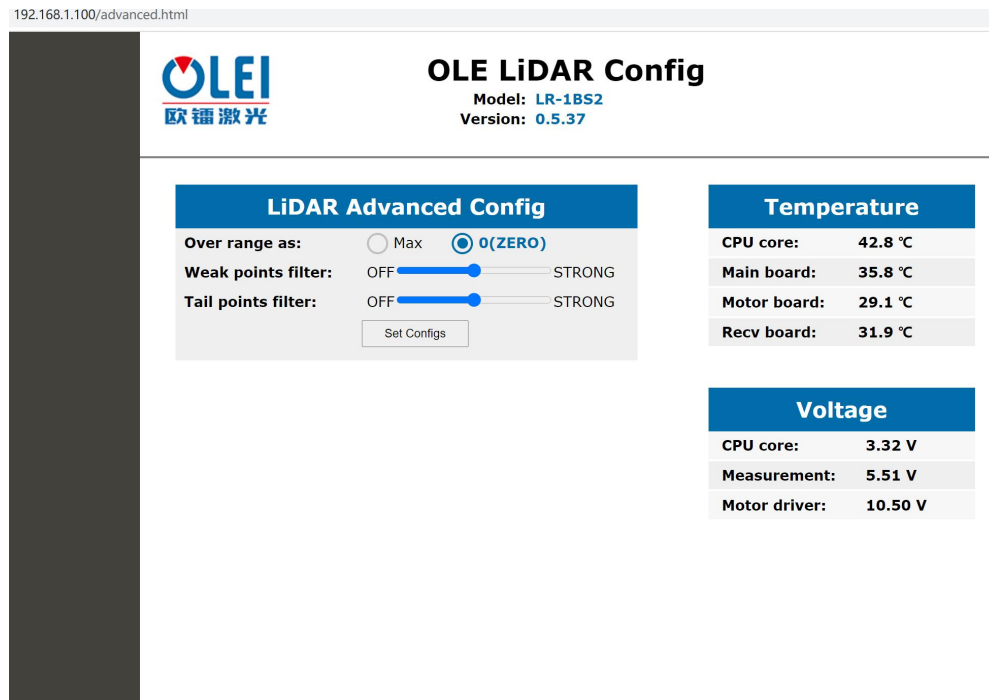 192.168.1.100/advanced.html
OLEI
欧镭激光
OLE LiDAR Config
Model: LR-1BS2
Version: 0.5.37
LiDAR Advanced Config
Over range as: Max 0(ZERO)
Weak points filter: OFF STRONG
Tail points filter: OFF STRONG
Set Configs
Temperature
CPU core: 42.8 ℃
Main board: 35.8 ℃
Motor board: 29.1 ℃
Recv board: 31.9 ℃
Voltage
CPU core: 3.32 V
Measurement: 5.51 V
Motor driver: 10.50 V